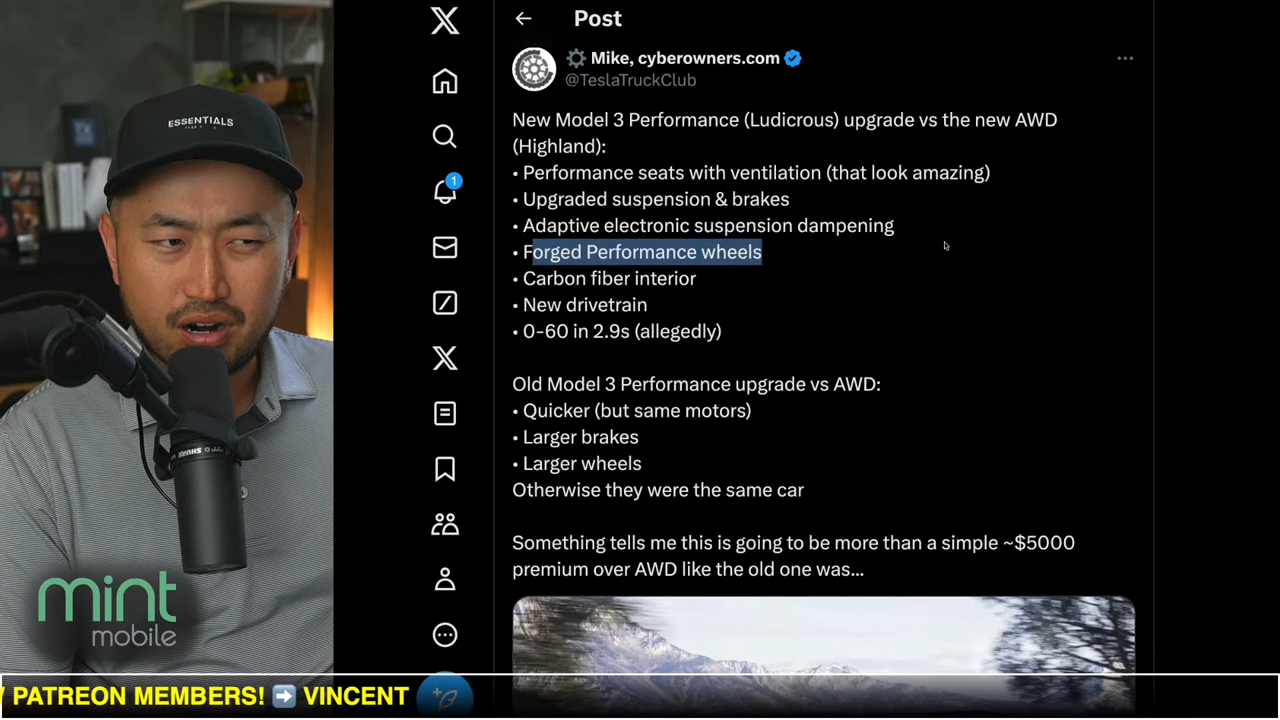 Post
Mike, cyberowners.com
@TeslaTruckClub
New Model 3 Performance (Ludicrous) upgrade vs the new AWD
(Highland):
• Performance seats with ventilation (that look amazing)
• Upgraded suspension & brakes
• Adaptive electronic suspension dampening
• Forged Performance wheels
• Carbon fiber interior
• New drivetrain
• 0-60 in 2.9s (allegedly)
Old Model 3 Performance upgrade vs AWD:
• Quicker (but same motors)
• Larger brakes
• Larger wheels
Otherwise they were the same car
Something tells me this is going to be more than a simple ~$5000
premium over AWD like the old one was...
1
ESSENTIALS
SHURE
mint
mobile
PATREON MEMBERS! ➡️ VINCENT